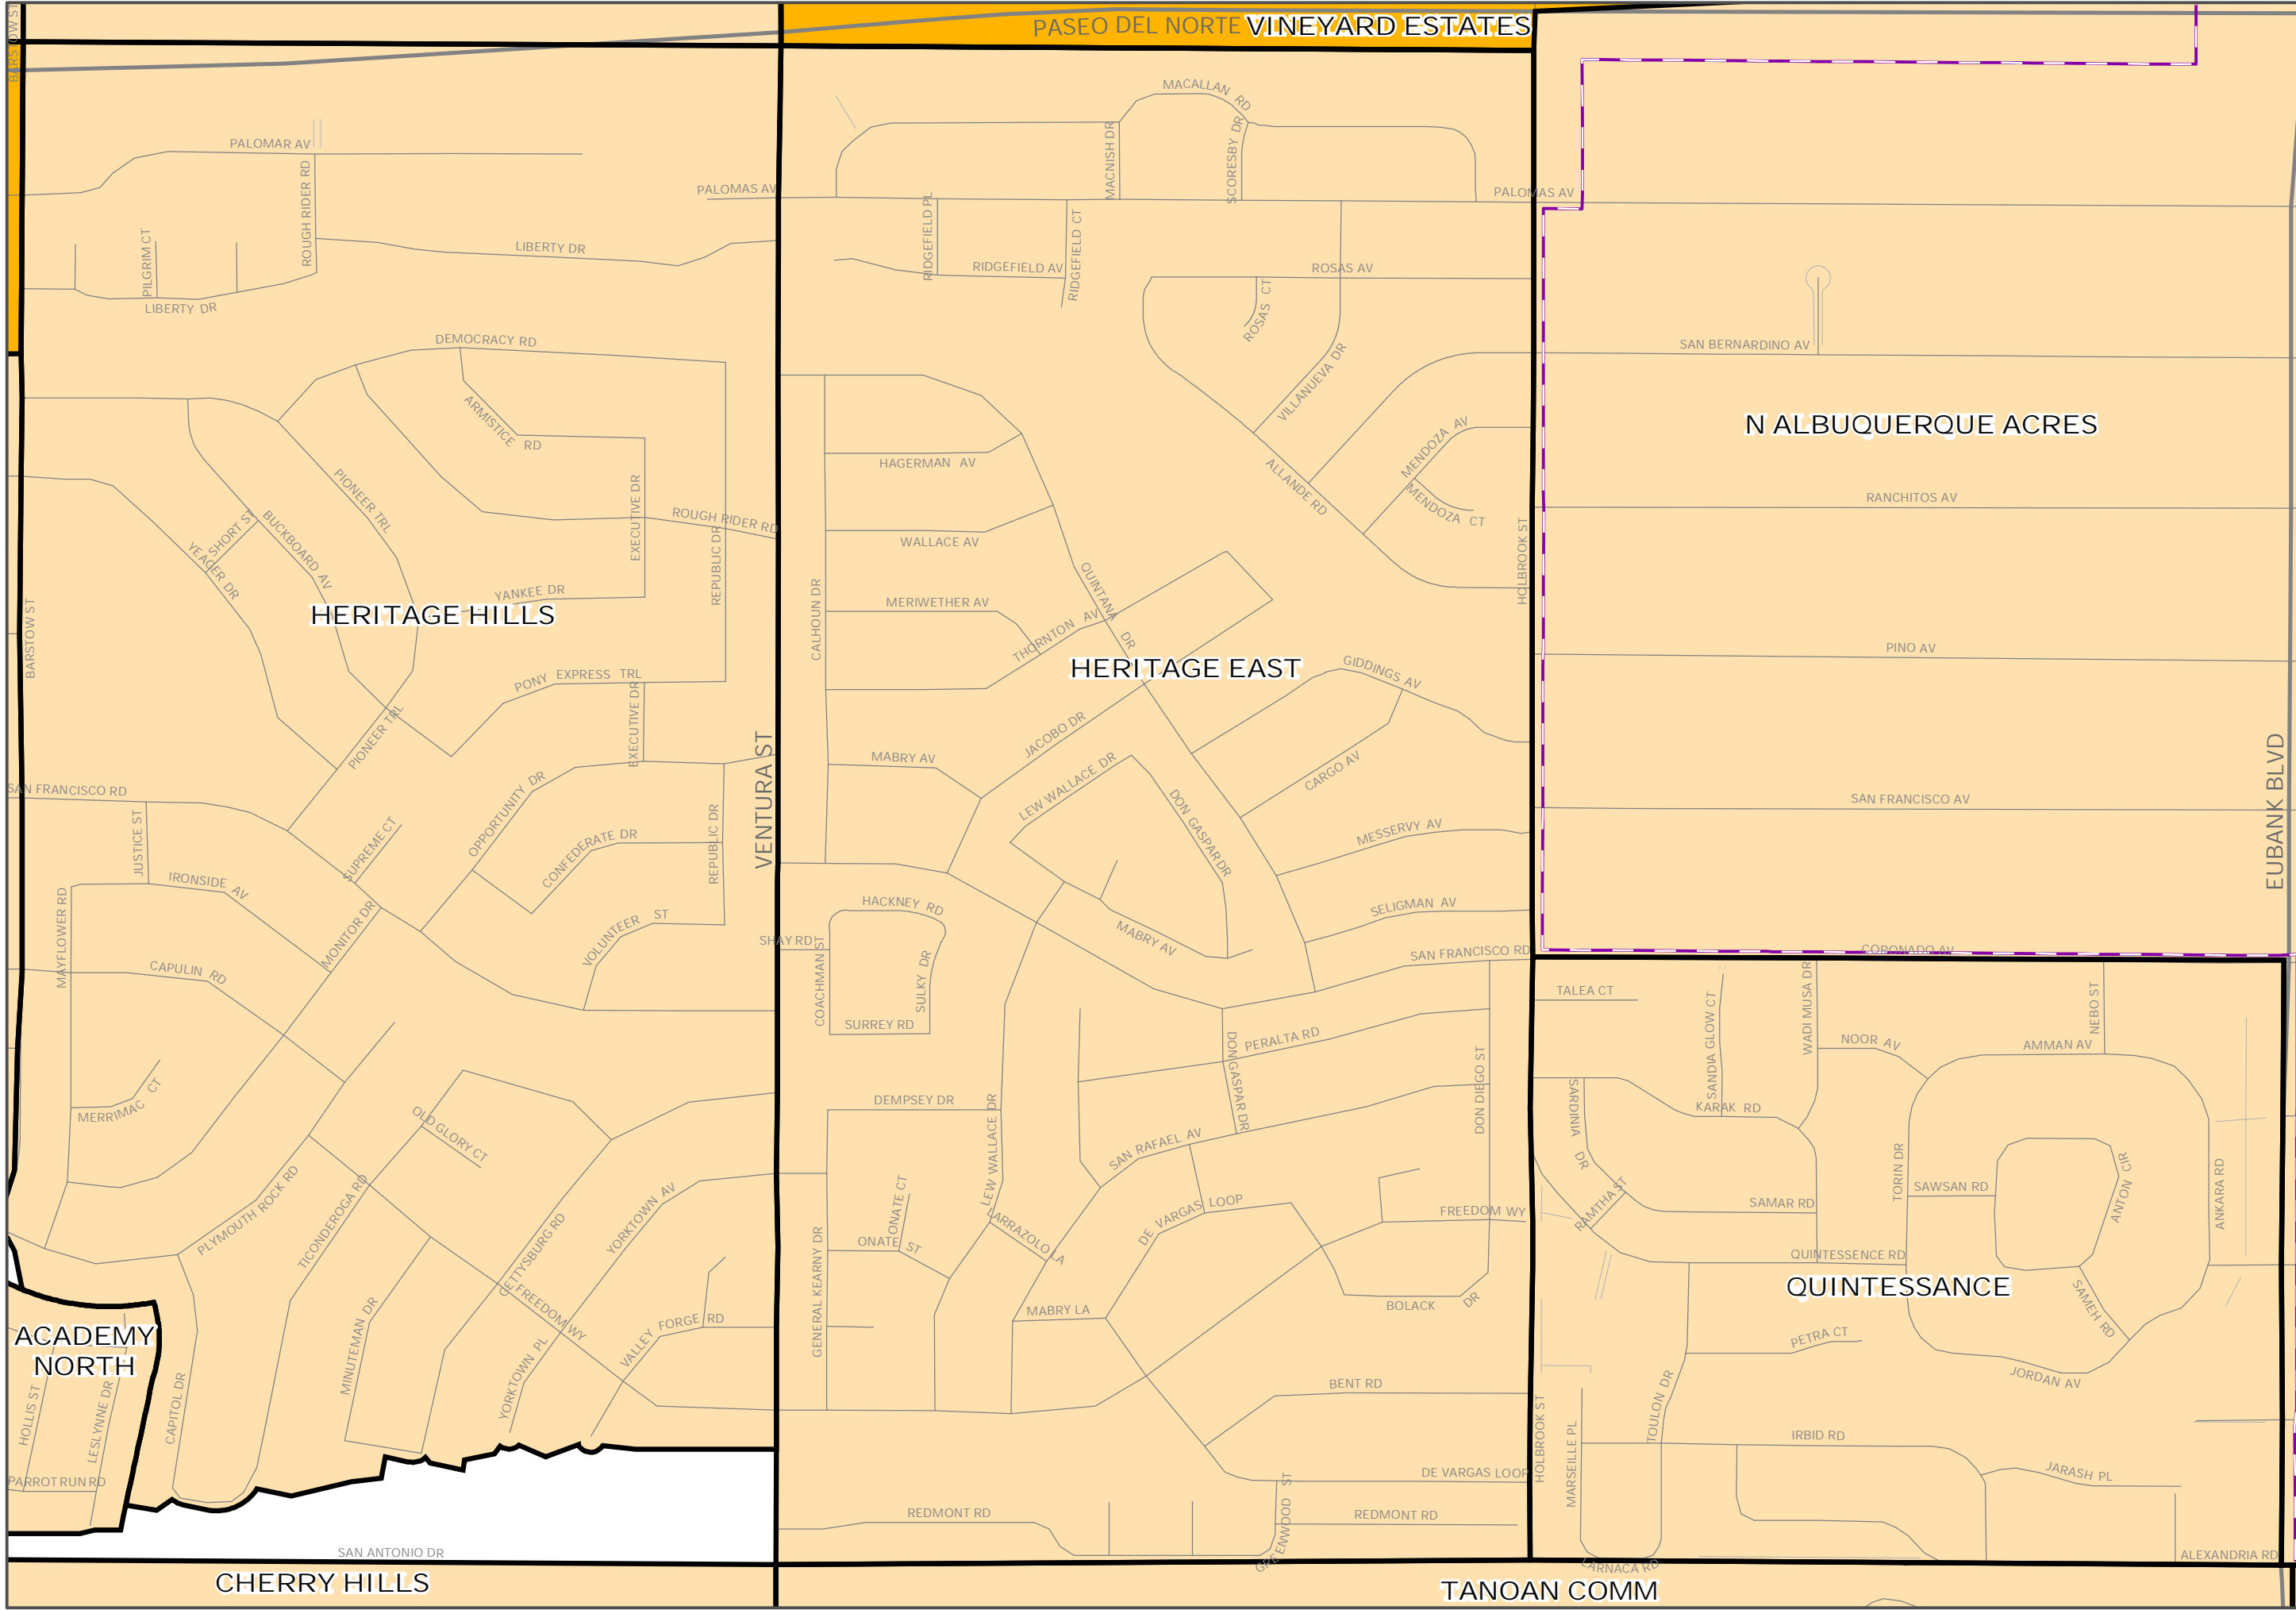 BARSTOW ST
PASEO DEL NORTE
VINEYARD ESTATES
PALOMAR AV
ROUGH RIDER RD
PALOMAS AV
PILGRIM CT
LIBERTY DR
LIBERTY DR
MACALLAN RD
MACNISH DR
SCORESBY DR
PALOMAS AV
RIDGEFIELD PL
RIDGEFIELD AV
RIDGEFIELD CT
ROSAS AV
ROSAS CT
VILLANUEVA DR
DEMOCRACY RD
ARMISTICE RD
PIONEER TRL
EXECUTIVE DR
ROUGH RIDER RD
REPUBLIC DR
SHORT ST
BUCKBOARD AV
YEAGER DR
YANKEE DR
HERITAGE HILLS
BARSTOW ST
PONY EXPRESS TRL
EXECUTIVE DR
PIONEER TRL
HAGERMAN AV
WALLACE AV
CALHOUN DR
MERIWETHER AV
THORNTON AV
QUINTANA DR
HERITAGE EAST
ALLANDE RD
MENDOZA AV
MENDOZA CT
HOLBROOK ST
GIDDINGS AV
JACOBO DR
MABRY AV
LEW WALLACE DR
DON GASPAR DR
CARGO AV
MESSERVY AV
SELIGMAN AV
MABRY AV
SAN FRANCISCO RD
SAN BERNARDINO AV
N ALBUQUERQUE ACRES
RANCHITOS AV
PINO AV
SAN FRANCISCO AV
EUBANK BLVD
CORONADO AV
VENTURA ST
SAN FRANCISCO RD
JUSTICE ST
SUPREME CT
OPPORTUNITY DR
CONFEDERATE DR
REPUBLIC DR
IRONSIDE AV
MAYFLOWER RD
MONITOR DR
VOLUNTEER ST
CAPULIN RD
MERRIMAC CT
OLD GLORY CT
PLYMOUTH ROCK RD
TICONDEROGA RD
GETTYSBURG RD
YORKTOWN AV
FREEDOM WY
MINUTEMAN DR
YORKTOWN PL
VALLEY FORGE RD
CAPITOL DR
ACADEMY
NORTH
HOLLIS ST
LESLYNNE DR
PARROT RUN RD
SAN ANTONIO DR
CHERRY HILLS
HACKNEY RD
SHAY RD
COACHMAN ST
SULKY DR
SURREY RD
DEMPSEY DR
LEW WALLACE DR
PERALTA RD
DON GASPAR DR
DON DIEGO ST
SAN RAFAEL AV
DE VARGAS LOOP
ONATE CT
ONATE ST
LARRAZOLO LA
GENERAL KEARNY DR
FREEDOM WY
MABRY LA
BOLACK DR
BENT RD
DE VARGAS LOOP
REDMONT RD
GREENWOOD ST
REDMONT RD
TANOAN COMM
TALEA CT
SANDIA GLOW CT
WADI MUSA DR
NOOR AV
NEBO ST
AMMAN AV
SARDINIA DR
KARAK RD
RAMTHA ST
SAMAR RD
TORIN DR
SAWSAN RD
ANTON CIR
ANKARA RD
QUINTESSENCE RD
QUINTESSANCE
SAMEH RD
PETRA CT
JORDAN AV
TOULON DR
HOLBROOK ST
MARSEILLE PL
IRBID RD
JARASH PL
LARNACA RD
ALEXANDRIA RD